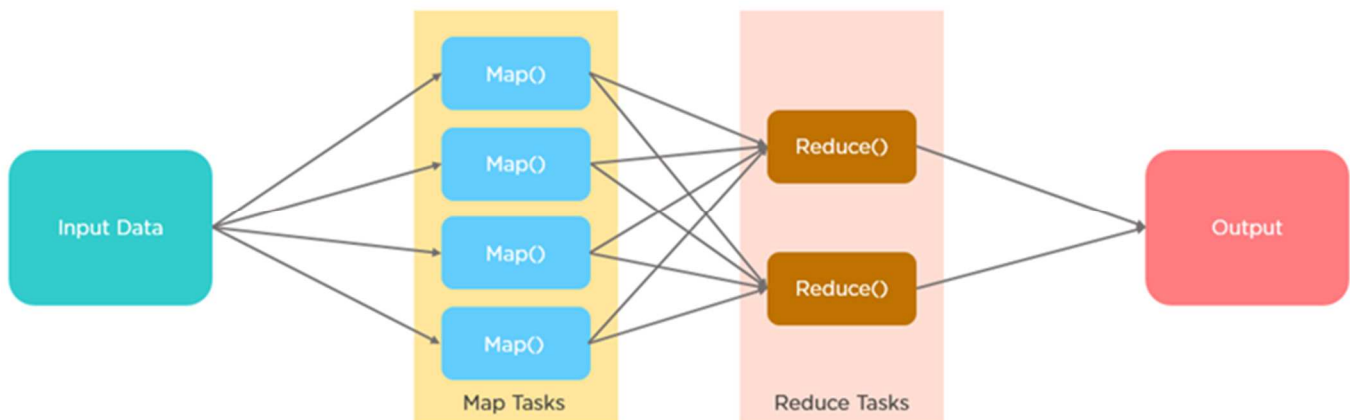 Input Data
Map()
Map()
Map()
Map()
Map Tasks
Reduce()
Reduce()
Reduce Tasks
Output